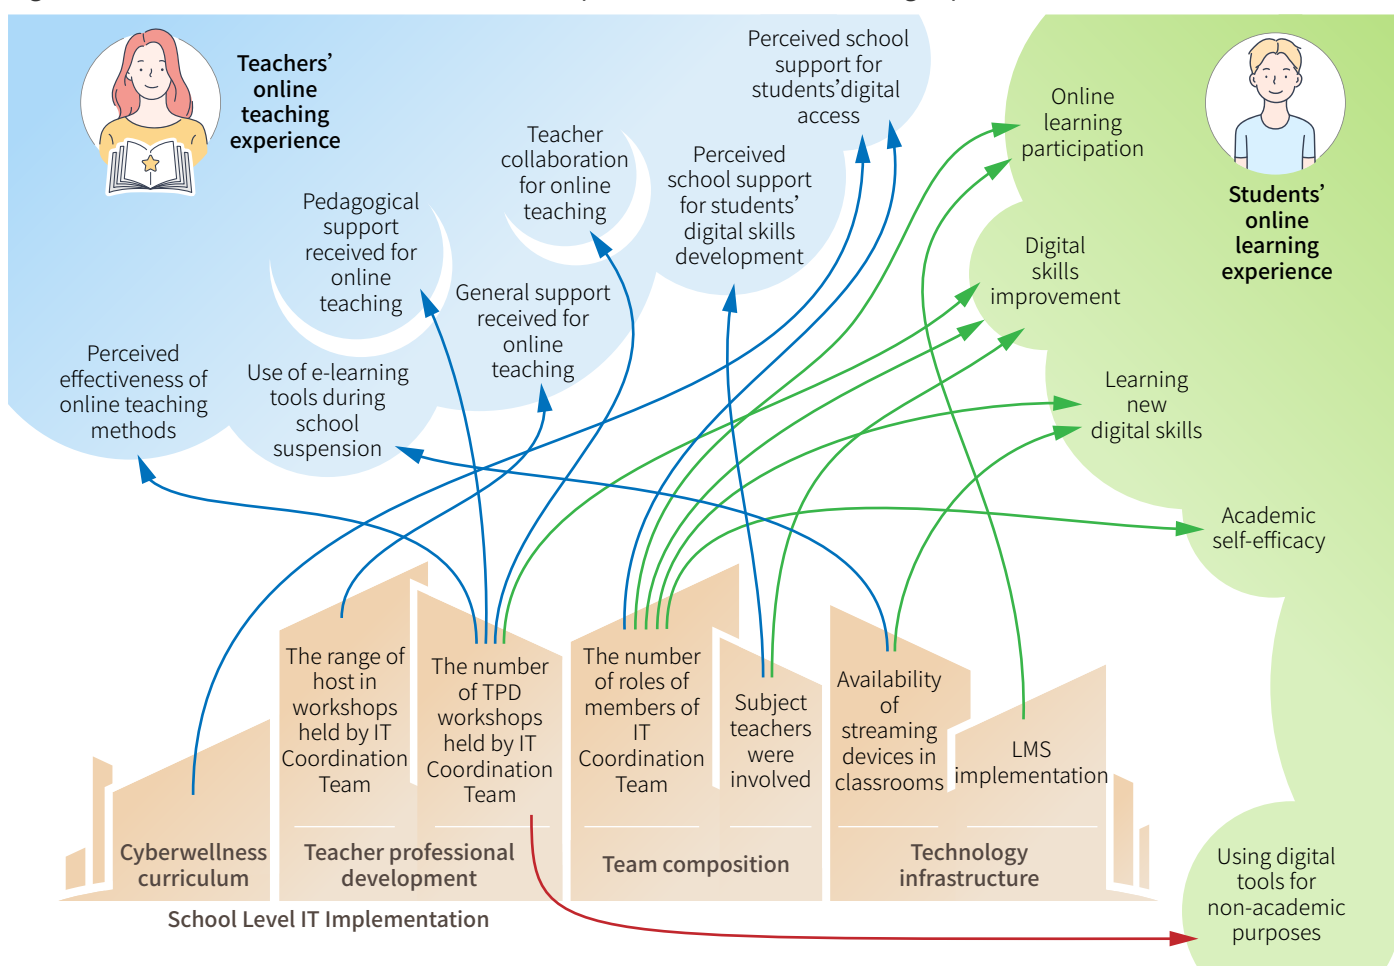 Teachers’
online
teaching
experience
Perceived school
support for
students’digital
access
Online
learning
participation
Students’
online
learning
experience
Teacher
collaboration
for online
teaching
Perceived
school support
for students’
digital skills
development
Pedagogical
support
received for
online
teaching
Digital
skills
improvement
General support
received for
online
teaching
Perceived
effectiveness of
online teaching
methods
Use of e-learning
tools during
school
suspension
Learning
new
digital skills
Academic
self-efficacy
The range of
host in
workshops
held by IT
Coordination
Team
The number
of TPD
workshops
held by IT
Coordination
Team
The number
of roles of
members of
IT
Coordination
Team
Subject
teachers
were
involved
Availability
of
streaming
devices in
classrooms
LMS
implementation
Cyberwellness
curriculum
Teacher professional
development
Team composition
Technology
infrastructure
School Level IT Implementation
Using digital
tools for
non-academic
purposes